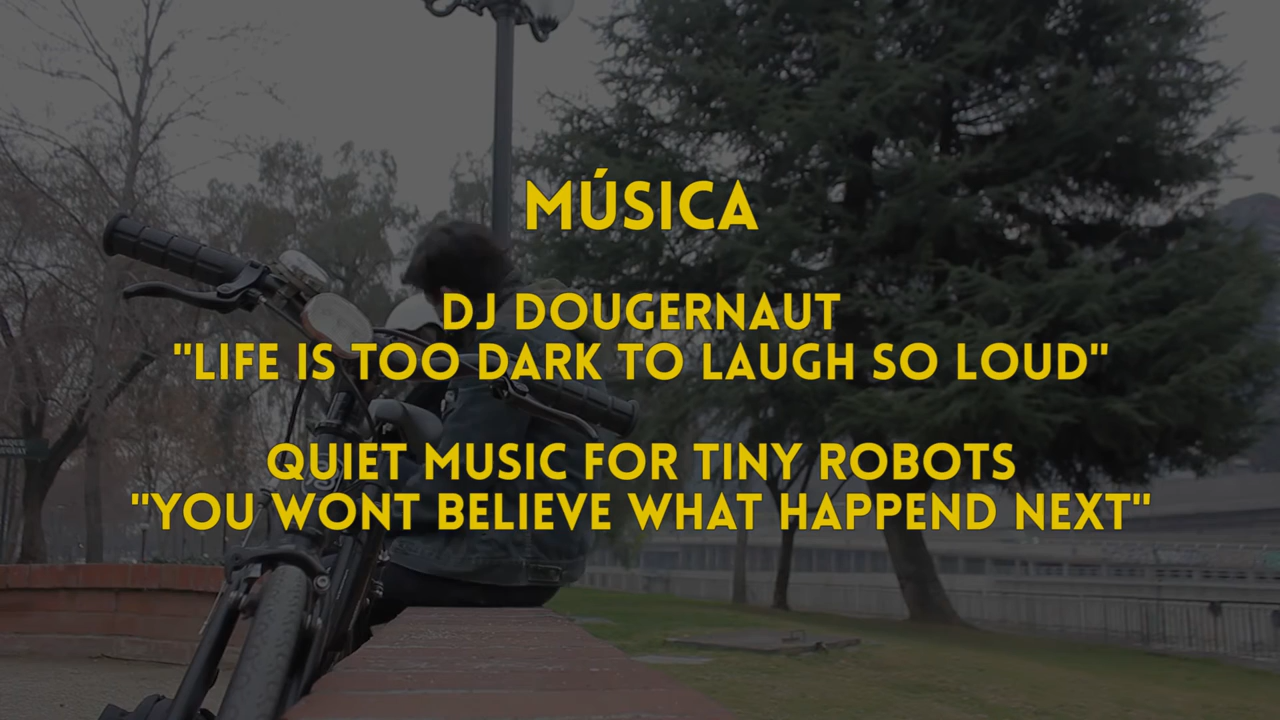 MÚSICA
DJ DOUGERNAUT
"LIFE IS TOO DARK TO LAUGH SO LOUD"
QUIET MUSIC FOR TINY ROBOTS
"YOU WONT BELIEVE WHAT HAPPEND NEXT"